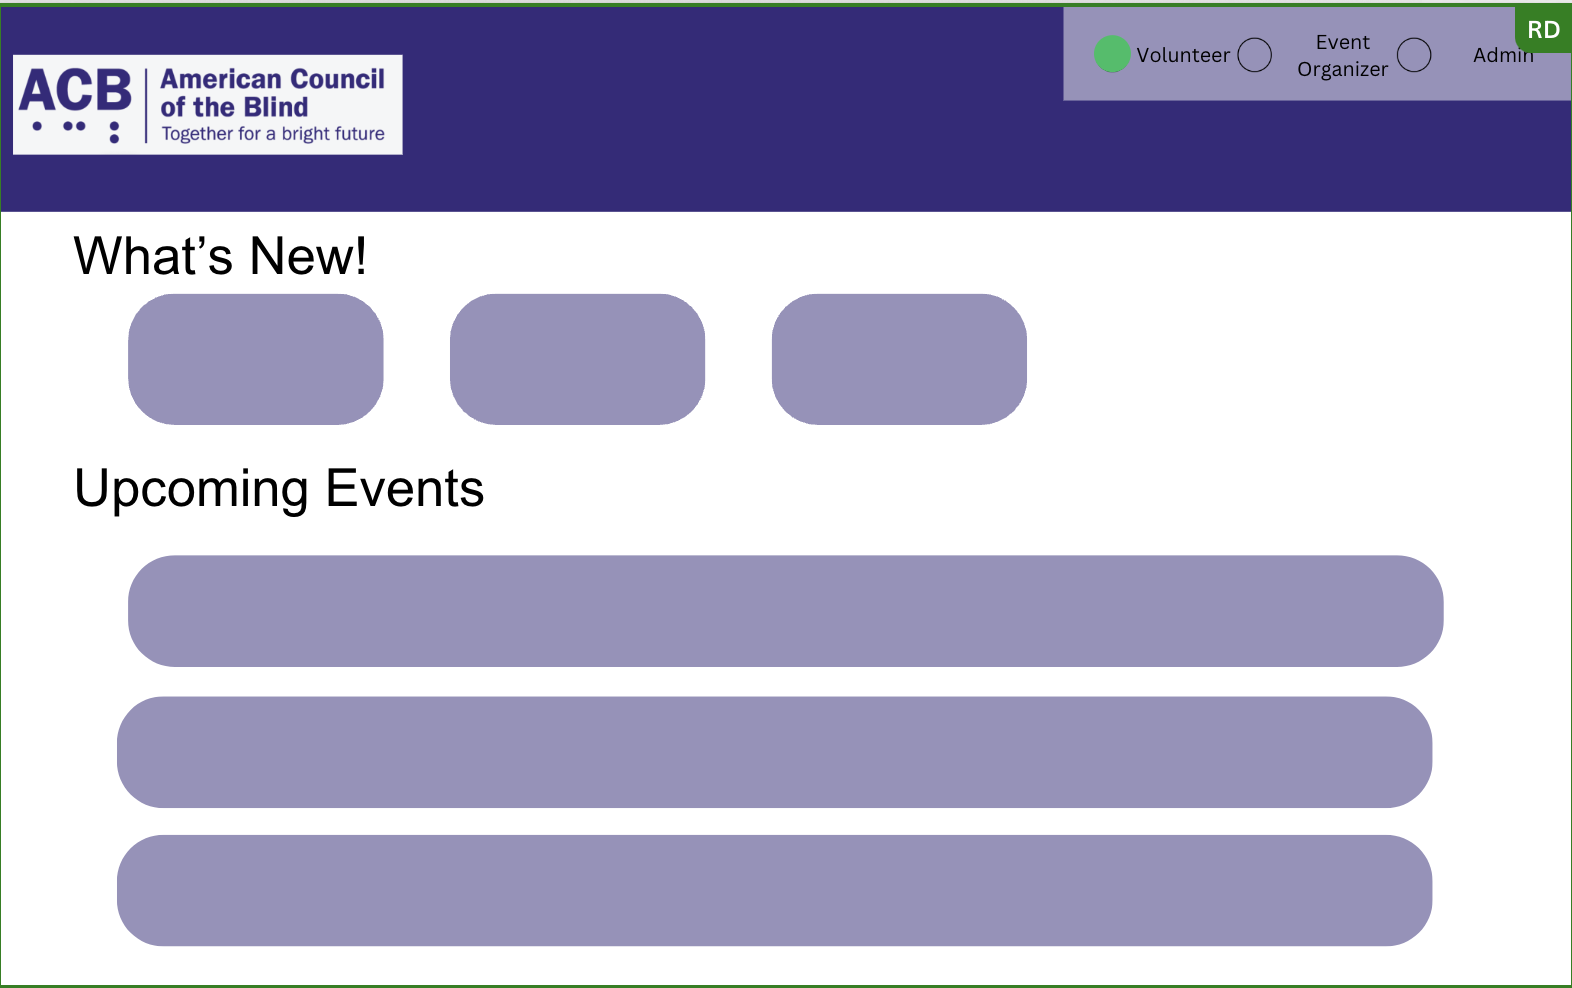 ACB
American Council
of the Blind
Together for a bright future
Volunteer
Event
Organizer
Admin
RD
What’s New!
Upcoming Events